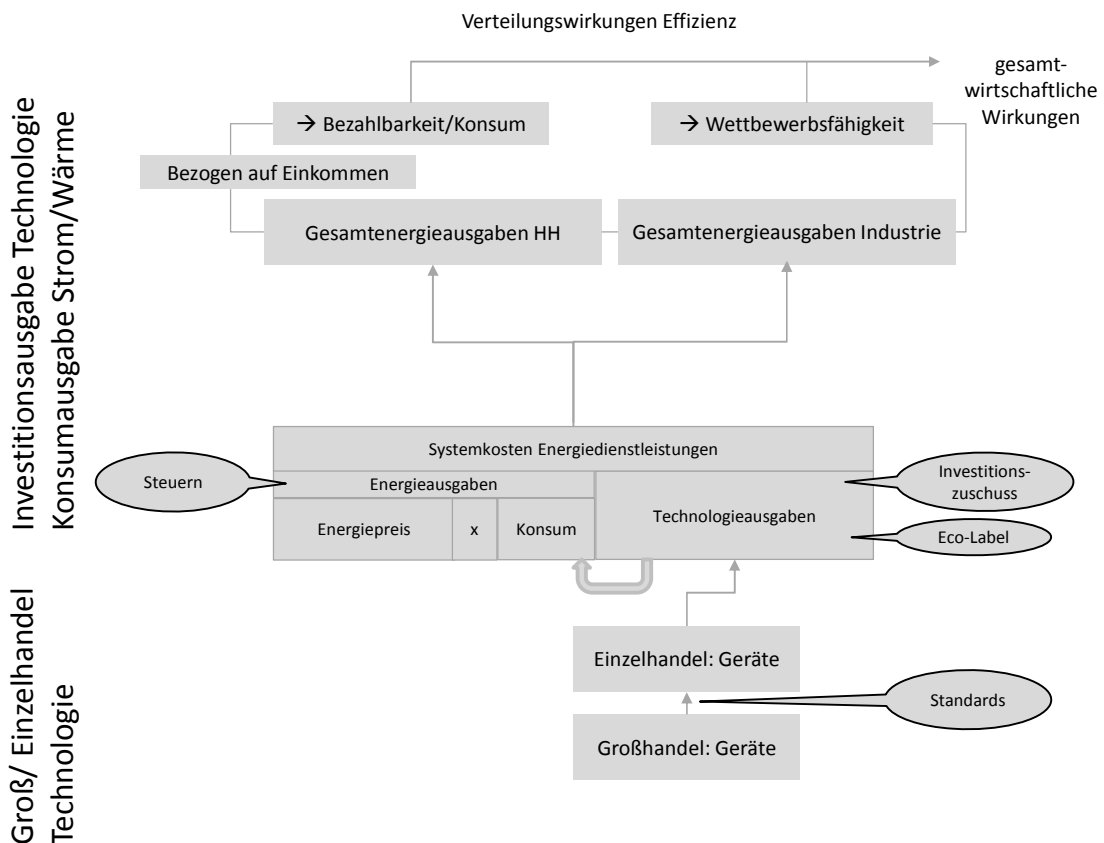 Verteilungswirkungen Effizienz
gesamt-
wirtschaftliche
Wirkungen
→ Bezahlbarkeit/Konsum
→ Wettbewerbsfähigkeit
Bezogen auf Einkommen
Gesamtenergieausgaben HH
Gesamtenergieausgaben Industrie
Investitionsausgabe Technologie
Konsumausgabe Strom/Wärme
Systemkosten Energiedienstleistungen
Steuern
Energieausgaben
Investitions-
zuschuss
Energiepreis
x
Konsum
Technologieausgaben
Eco-Label
Groß/ Einzelhandel
Technologie
Einzelhandel: Geräte
Standards
Großhandel: Geräte